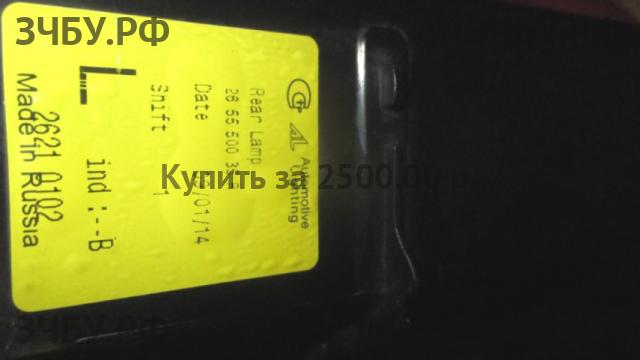 ЗЧБУ.РФ
AL Automotive
Lighting
Rear Lamp
26 55 500
Date /01/14
Shift 1
L ind:--B
2621 0102
Made in Russia
Купить за 2500.00 р
ЗЧБУ.РФ